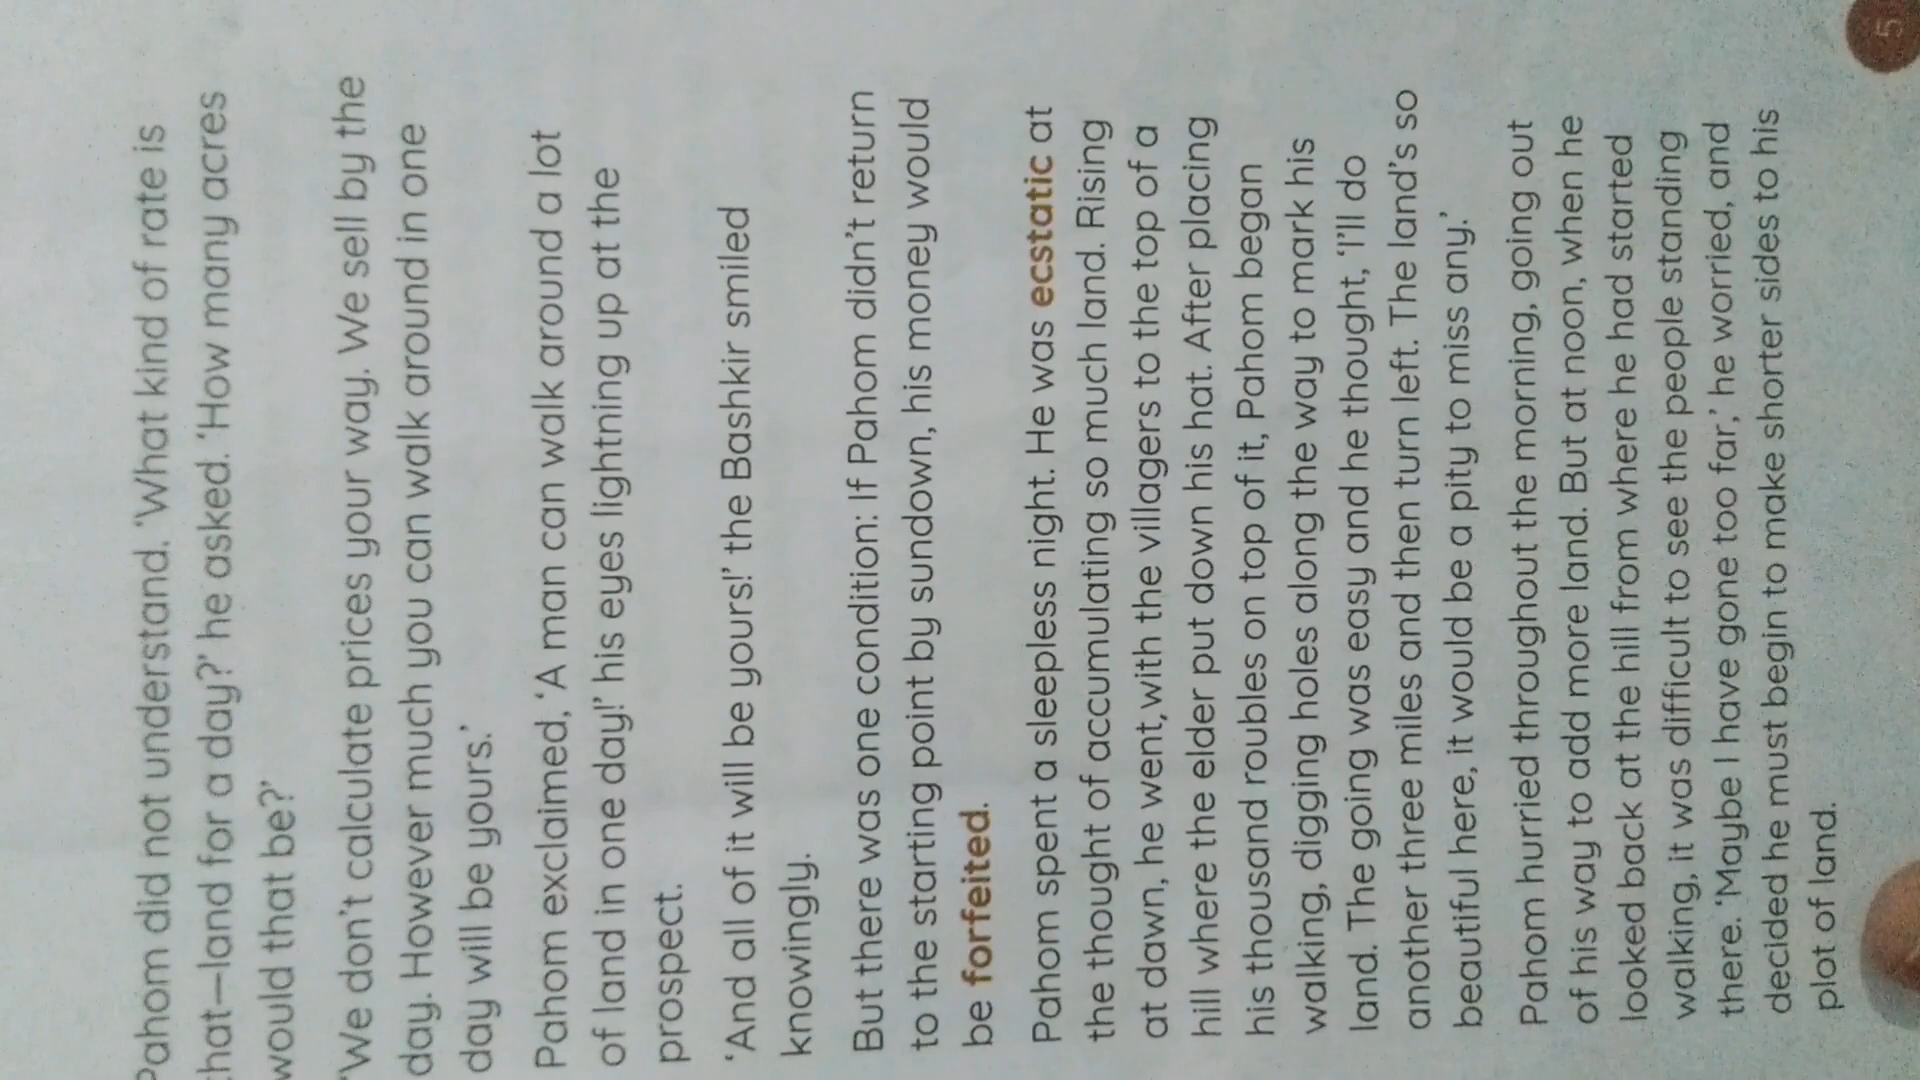 Pahom did not understand. ‘What kind of rate is
that—land for a day?’ he asked. ‘How many acres
would that be?’
‘We don’t calculate prices your way. We sell by the
day. However much you can walk around in one
day will be yours.’
Pahom exclaimed, ‘A man can walk around a lot
of land in one day!’ his eyes lightning up at the
prospect.
‘And all of it will be yours!’ the Bashkir smiled
knowingly.
But there was one condition: If Pahom didn’t return
to the starting point by sundown, his money would
be forfeited.
Pahom spent a sleepless night. He was ecstatic at
the thought of accumulating so much land. Rising
at dawn, he went, with the villagers to the top of a
hill where the elder put down his hat. After placing
his thousand roubles on top of it, Pahom began
walking, digging holes along the way to mark his
land. The going was easy and he thought, ‘I’ll do
another three miles and then turn left. The land’s so
beautiful here, it would be a pity to miss any.’
Pahom hurried throughout the morning, going out
of his way to add more land. But at noon, when he
looked back at the hill from where he had started
walking, it was difficult to see the people standing
there. ‘Maybe I have gone too far,’ he worried, and
decided he must begin to make shorter sides to his
plot of land.
5